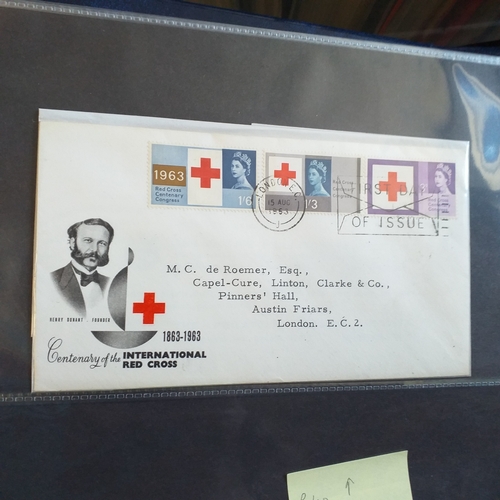 1963
Red Cross
Centenary
Congress
1/6
1/3
3d
LONDON E.C.
15 AUG
1963
FIRST DAY
OF ISSUE
M. C. de Roemer, Esq.,
Capel-Cure, Linton, Clarke & Co.,
Pinners' Hall,
Austin Friars,
London. E. C. 2.
HENRY DUNANT FOUNDER
1863-1963
Centenary of the INTERNATIONAL
RED CROSS